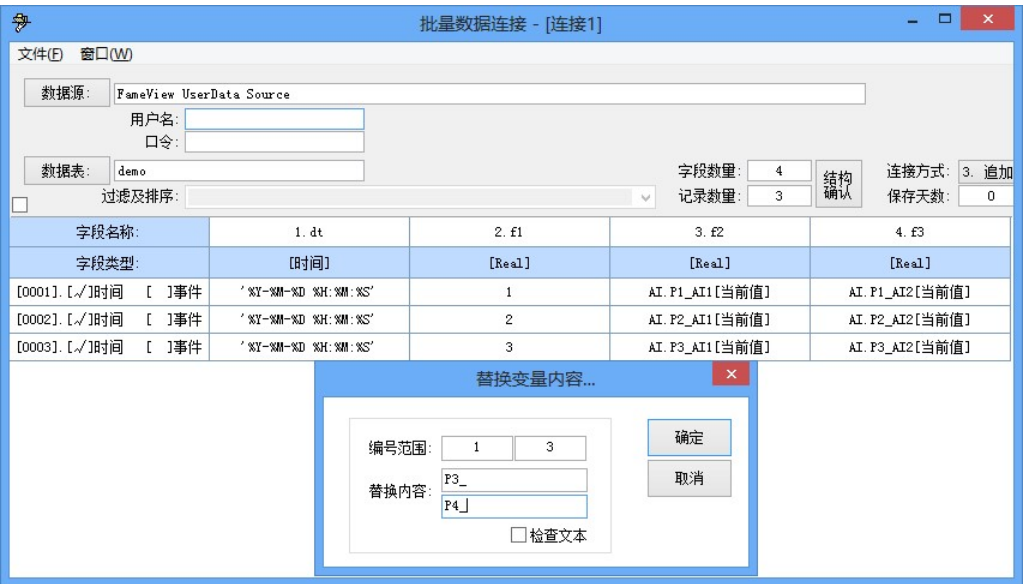 批量数据连接 - [连接1]
文件(F) 窗口(W)
数据源: FameView UserData Source
用户名:
口令:
数据表: demo 字段数量: 4 结构确认 连接方式: 3. 追加
过滤及排序: 记录数量: 3 保存天数: 0
字段名称: 1. dt 2. f1 3. f2 4. f3
字段类型: [时间] [Real] [Real] [Real]
[0001]. [√]时间 [ ]事件 '%Y-%M-%D %H:%M:%S' 1 AI.P1_AI1[当前值] AI.P1_AI2[当前值]
[0002]. [√]时间 [ ]事件 '%Y-%M-%D %H:%M:%S' 2 AI.P2_AI1[当前值] AI.P2_AI2[当前值]
[0003]. [√]时间 [ ]事件 '%Y-%M-%D %H:%M:%S' 3 AI.P3_AI1[当前值] AI.P3_AI2[当前值]
替换变量内容...
编号范围: 1 3 确定
替换内容: P3_ 取消
P4_
检查文本